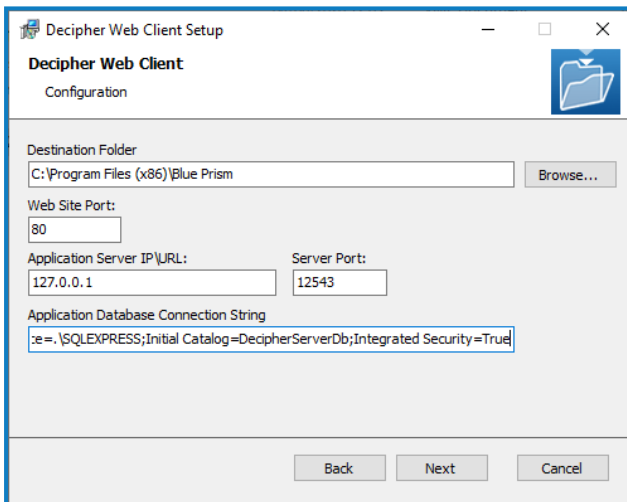 Decipher Web Client Setup
Decipher Web Client
Configuration
Destination Folder
C:\Program Files (x86)\Blue Prism
Browse...
Web Site Port:
80
Application Server IP\URL: Server Port:
127.0.0.1 12543
Application Database Connection String
:e=.\SQLEXPRESS;Initial Catalog=DecipherServerDb;Integrated Security=True
Back Next Cancel